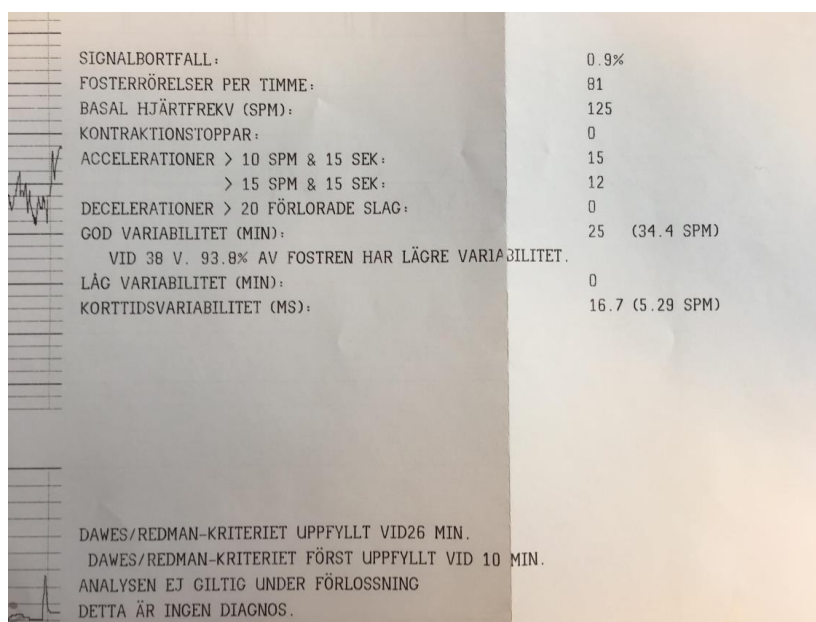 SIGNALBORTFALL: 0.9%
FOSTERRÖRELSER PER TIMME: 81
BASAL HJÄRTFREKV (SPM): 125
KONTRAKTIONSTOPPAR: 0
ACCELERATIONER > 10 SPM & 15 SEK: 15
> 15 SPM & 15 SEK: 12
DECELERATIONER > 20 FÖRLORADE SLAG: 0
GOD VARIABILITET (MIN): 25 (34.4 SPM)
VID 38 V. 93.8% AV FOSTREN HAR LÄGRE VARIABILITET.
LÅG VARIABILITET (MIN): 0
KORTTIDSVARIABILITET (MS): 16.7 (5.29 SPM)
DAWES/REDMAN-KRITERIET UPPFYLLT VID26 MIN.
DAWES/REDMAN-KRITERIET FÖRST UPPFYLLT VID 10 MIN.
ANALYSEN EJ GILTIG UNDER FÖRLOSSNING
DETTA ÄR INGEN DIAGNOS.